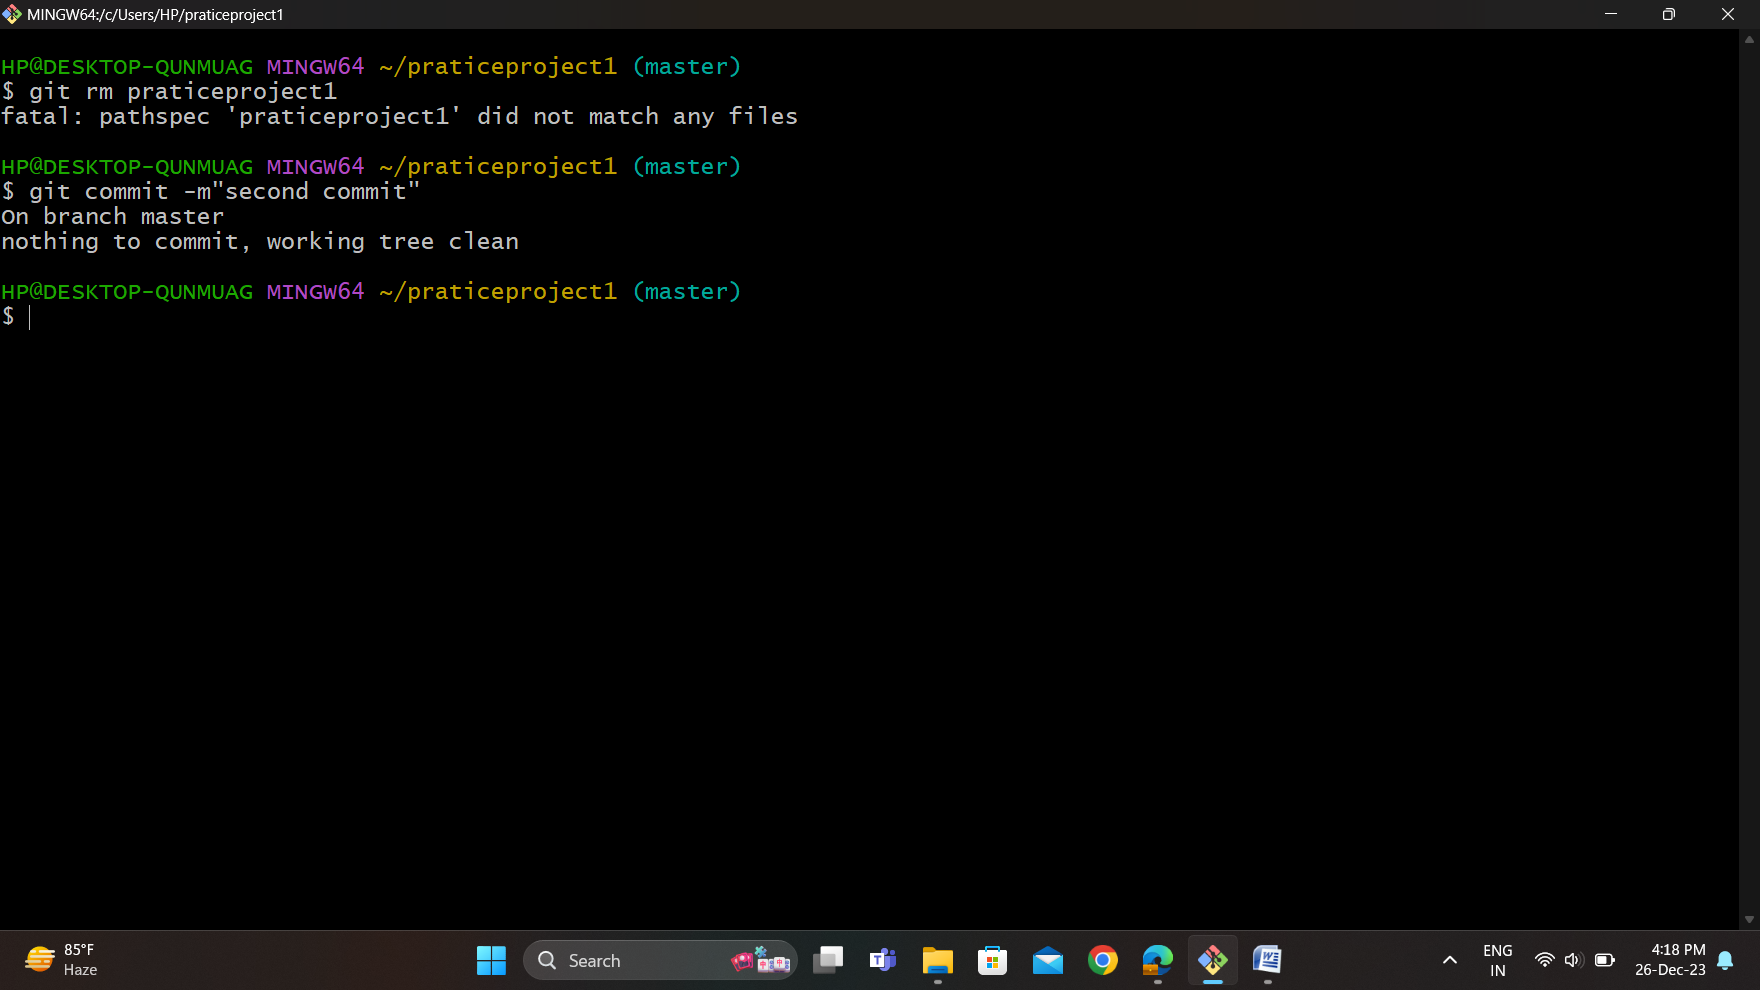 MINGW64:/c/Users/HP/praticeproject1
HP@DESKTOP-QUNMUAG MINGW64 ~/praticeproject1 (master)
$ git rm praticeproject1
fatal: pathspec 'praticeproject1' did not match any files
HP@DESKTOP-QUNMUAG MINGW64 ~/praticeproject1 (master)
$ git commit -m"second commit"
On branch master
nothing to commit, working tree clean
HP@DESKTOP-QUNMUAG MINGW64 ~/praticeproject1 (master)
$
85°F
Haze
Search
ENG
IN
4:18 PM
26-Dec-23